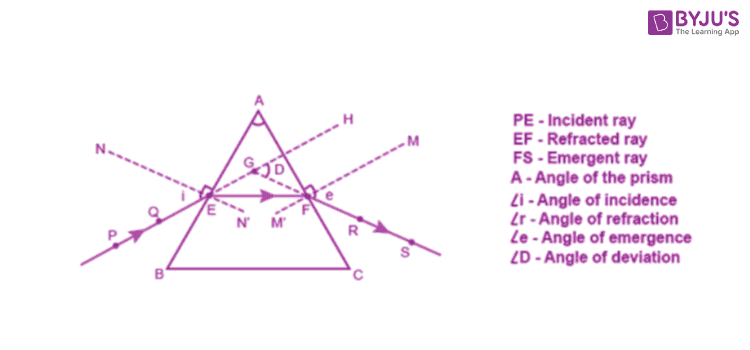 BYJU'S
The Learning App
A
H
N
M
G
D
i
e
E
F
Q
N'
M'
P
R
S
B
C
PE - Incident ray
EF - Refracted ray
FS - Emergent ray
A - Angle of the prism
∠i - Angle of incidence
∠r - Angle of refraction
∠e - Angle of emergence
∠D - Angle of deviation